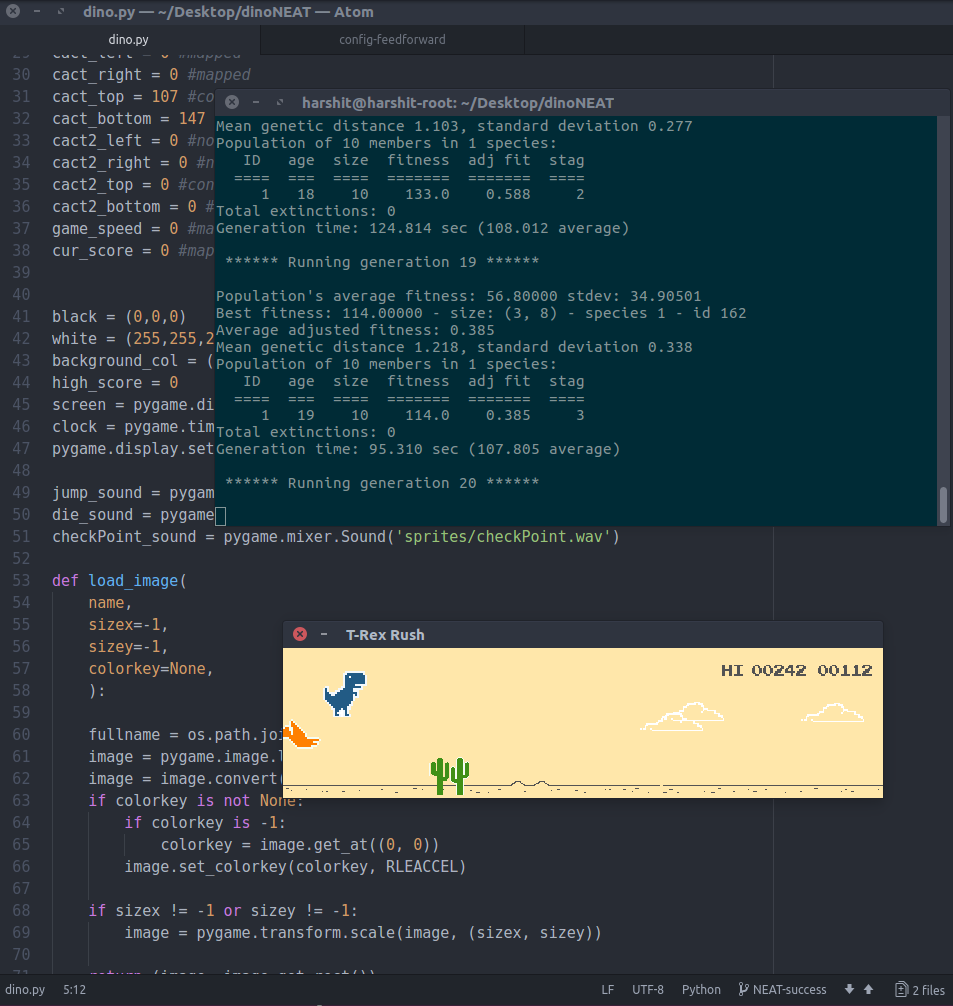 dino.py — ~/Desktop/dinoNEAT — Atom
dino.py
config-feedforward
29 cact_left = 0 #mapped
30 cact_right = 0 #mapped
31 cact_top = 107 #co
32 cact_bottom = 147
33 cact2_left = 0 #no
34 cact2_right = 0 #n
35 cact2_top = 0 #con
36 cact2_bottom = 0 #
37 game_speed = 0 #ma
38 cur_score = 0 #map
39
40
41 black = (0,0,0)
42 white = (255,255,2
43 background_col = (
44 high_score = 0
45 screen = pygame.di
46 clock = pygame.tim
47 pygame.display.set
48
49 jump_sound = pygam
50 die_sound = pygame
51 checkPoint_sound = pygame.mixer.Sound('sprites/checkPoint.wav')
52
53 def load_image(
54 name,
55 sizex=-1,
56 sizey=-1,
57 colorkey=None,
58 ):
59
60 fullname = os.path.joi
61 image = pygame.image.l
62 image = image.convert(
63 if colorkey is not None:
64 if colorkey is -1:
65 colorkey = image.get_at((0, 0))
66 image.set_colorkey(colorkey, RLEACCEL)
67
68 if sizex != -1 or sizey != -1:
69 image = pygame.transform.scale(image, (sizex, sizey))
70
71 return (image, image.get_rect())
harshit@harshit-root: ~/Desktop/dinoNEAT
Mean genetic distance 1.103, standard deviation 0.277
Population of 10 members in 1 species:
ID age size fitness adj fit stag
==== === ==== ======= ======= ====
1 18 10 133.0 0.588 2
Total extinctions: 0
Generation time: 124.814 sec (108.012 average)
****** Running generation 19 ******
Population's average fitness: 56.80000 stdev: 34.90501
Best fitness: 114.00000 - size: (3, 8) - species 1 - id 162
Average adjusted fitness: 0.385
Mean genetic distance 1.218, standard deviation 0.338
Population of 10 members in 1 species:
ID age size fitness adj fit stag
==== === ==== ======= ======= ====
1 19 10 114.0 0.385 3
Total extinctions: 0
Generation time: 95.310 sec (107.805 average)
****** Running generation 20 ******
T-Rex Rush
HI 00242 00112
dino.py 5:12 LF UTF-8 Python NEAT-success 2 files